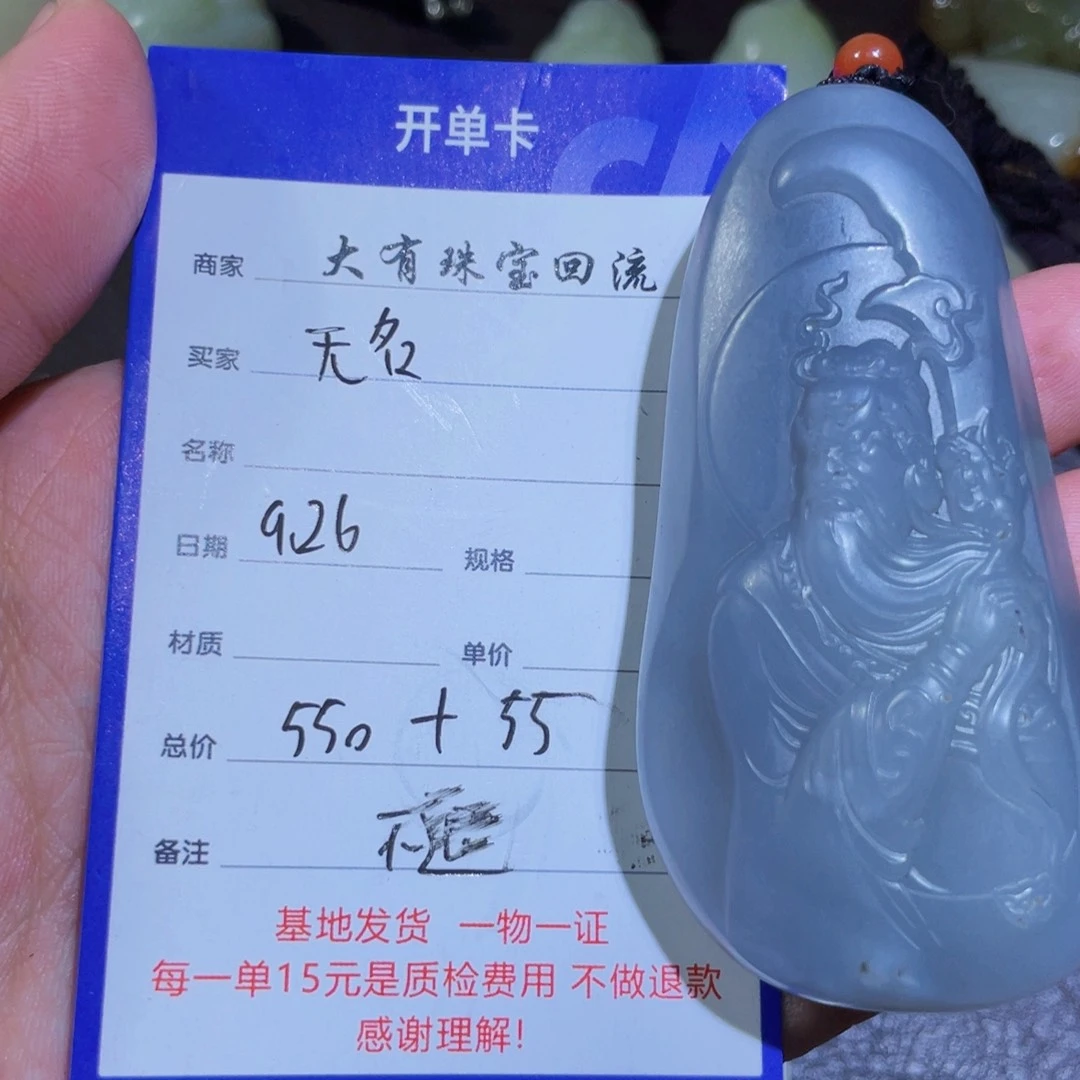 开单卡
商家 大有珠宝回流
买家 无名
名称
日期 9.26 规格
材质 单价
总价 550 + 55
备注
基地发货 一物一证
每一单15元是质检费用 不做退款
感谢理解!